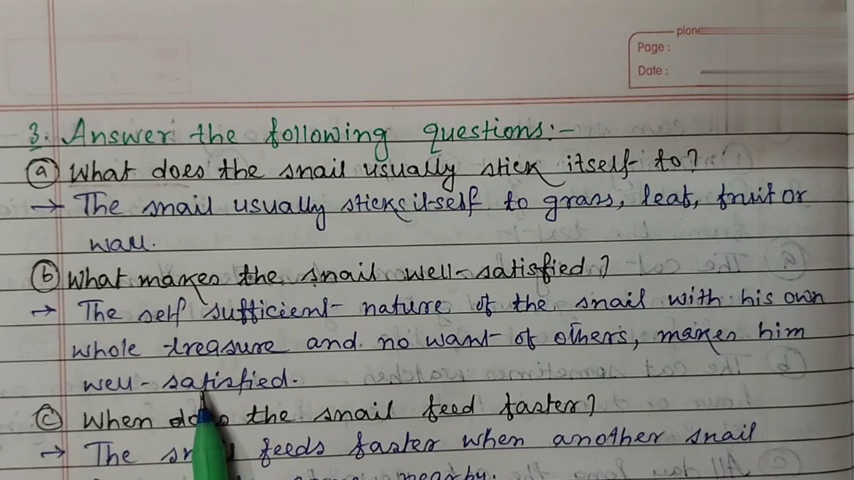 pione
Page :
Date :
3. Answer the following questions:-
(a) What does the snail usually stick itself to?
→ The snail usually sticks itself to grass, leaf, fruit or
wall.
(b) What makes the snail well-satisfied?
→ The self sufficient nature of the snail with his own
whole treasure and no want of others, makes him
well-satisfied.
(c) When does the snail feed faster?
→ The feeds faster when another snail
nearby.